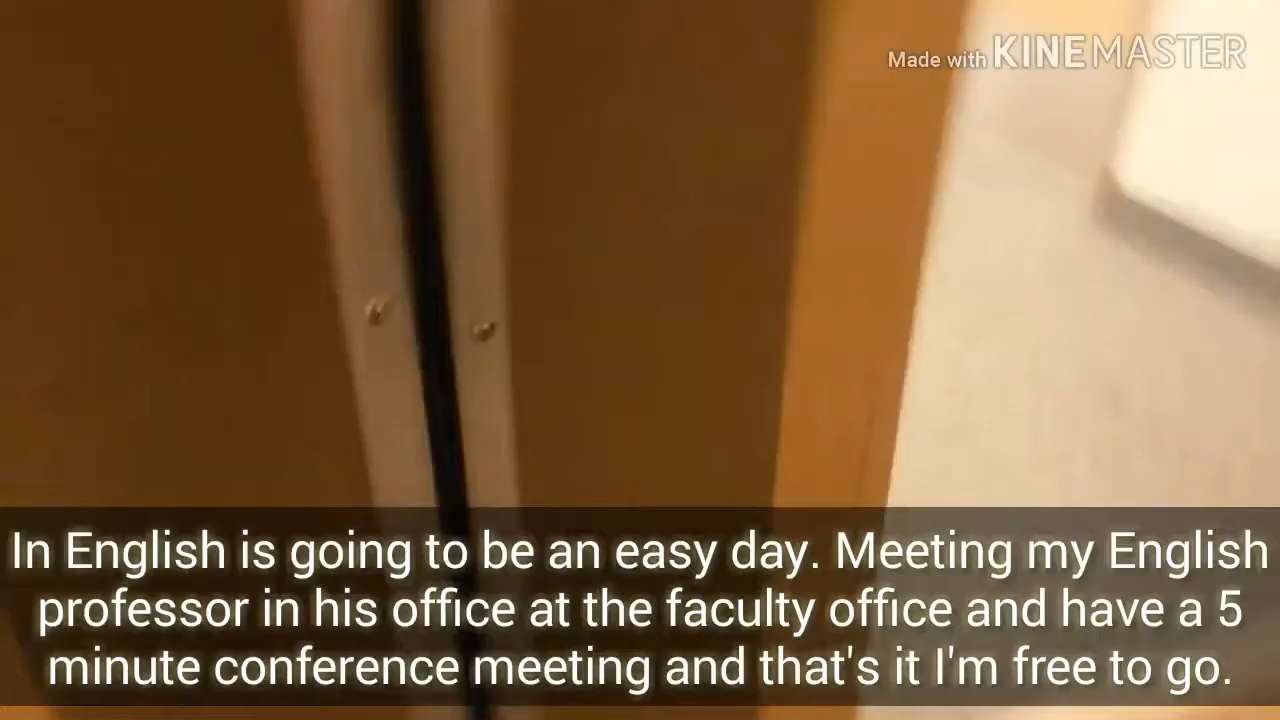 Made with KINEMASTER
In English is going to be an easy day. Meeting my English
professor in his office at the faculty office and have a 5
minute conference meeting and that's it I'm free to go.